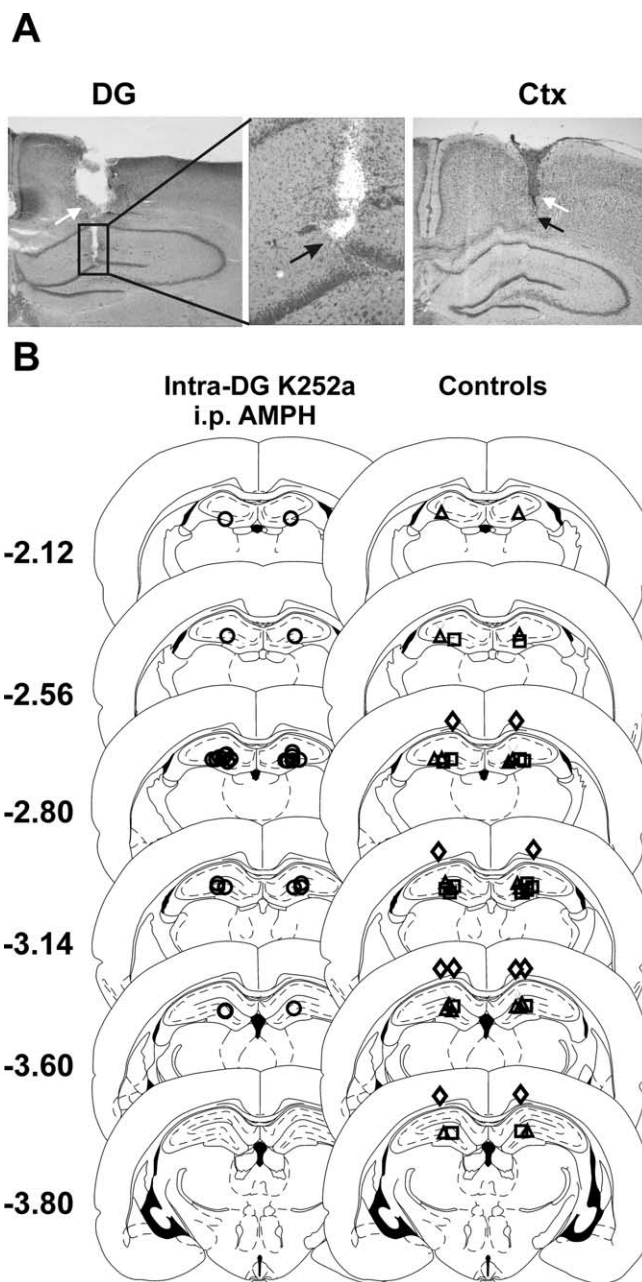 A
DG
Ctx
B
Intra-DG K252a
i.p. AMPH
Controls
-2.12
-2.56
-2.80
-3.14
-3.60
-3.80